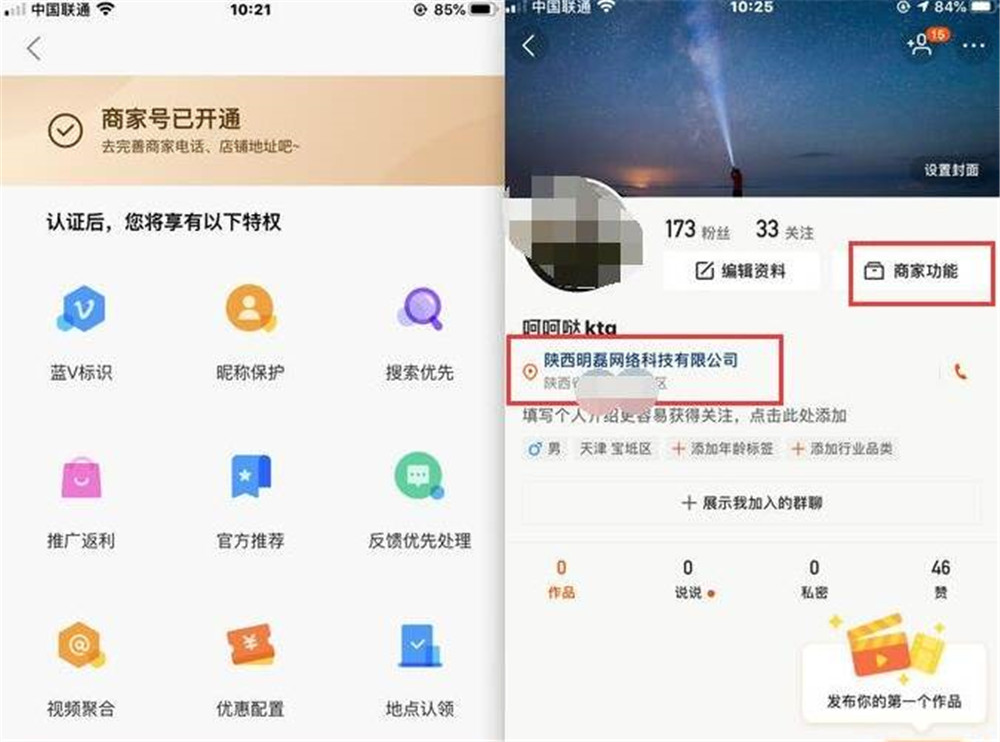 中国联通
10:21
85%
商家号已开通
去完善商家电话、店铺地址吧~
认证后，您将享有以下特权
蓝V标识
昵称保护
搜索优先
推广返利
官方推荐
反馈优先处理
视频聚合
优惠配置
地点认领
中国联通
10:25
84%
15
设置封面
173 粉丝 33 关注
编辑资料
商家功能
呵呵哒ktg
陕西明磊网络科技有限公司
陕西 区
填写个人介绍更容易获得关注，点击此处添加
男 天津 宝坻区 +添加年龄标签 +添加行业品类
+展示我加入的群聊
0 0 0 46
作品 说说 私密 赞
发布你的第一个作品